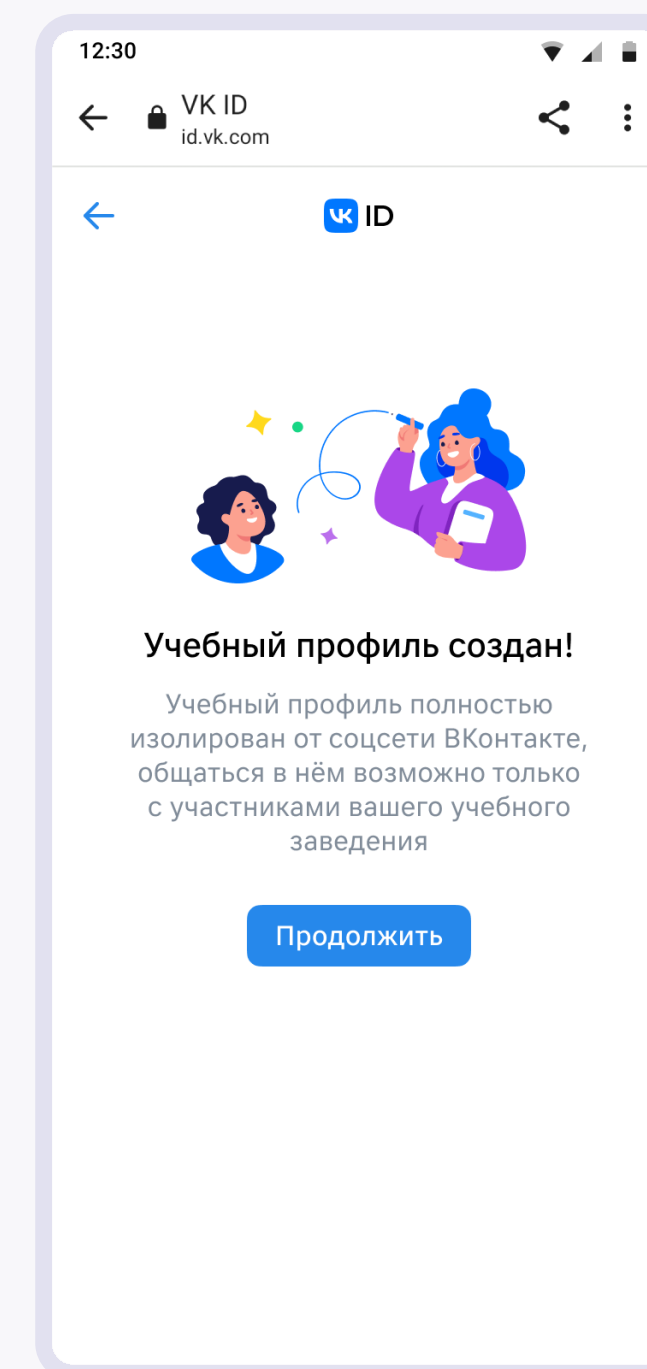 12:30
VK ID
id.vk.com
VK ID
Учебный профиль создан!
Учебный профиль полностью
изолирован от соцсети ВКонтакте,
общаться в нём возможно только
с участниками вашего учебного
заведения
Продолжить